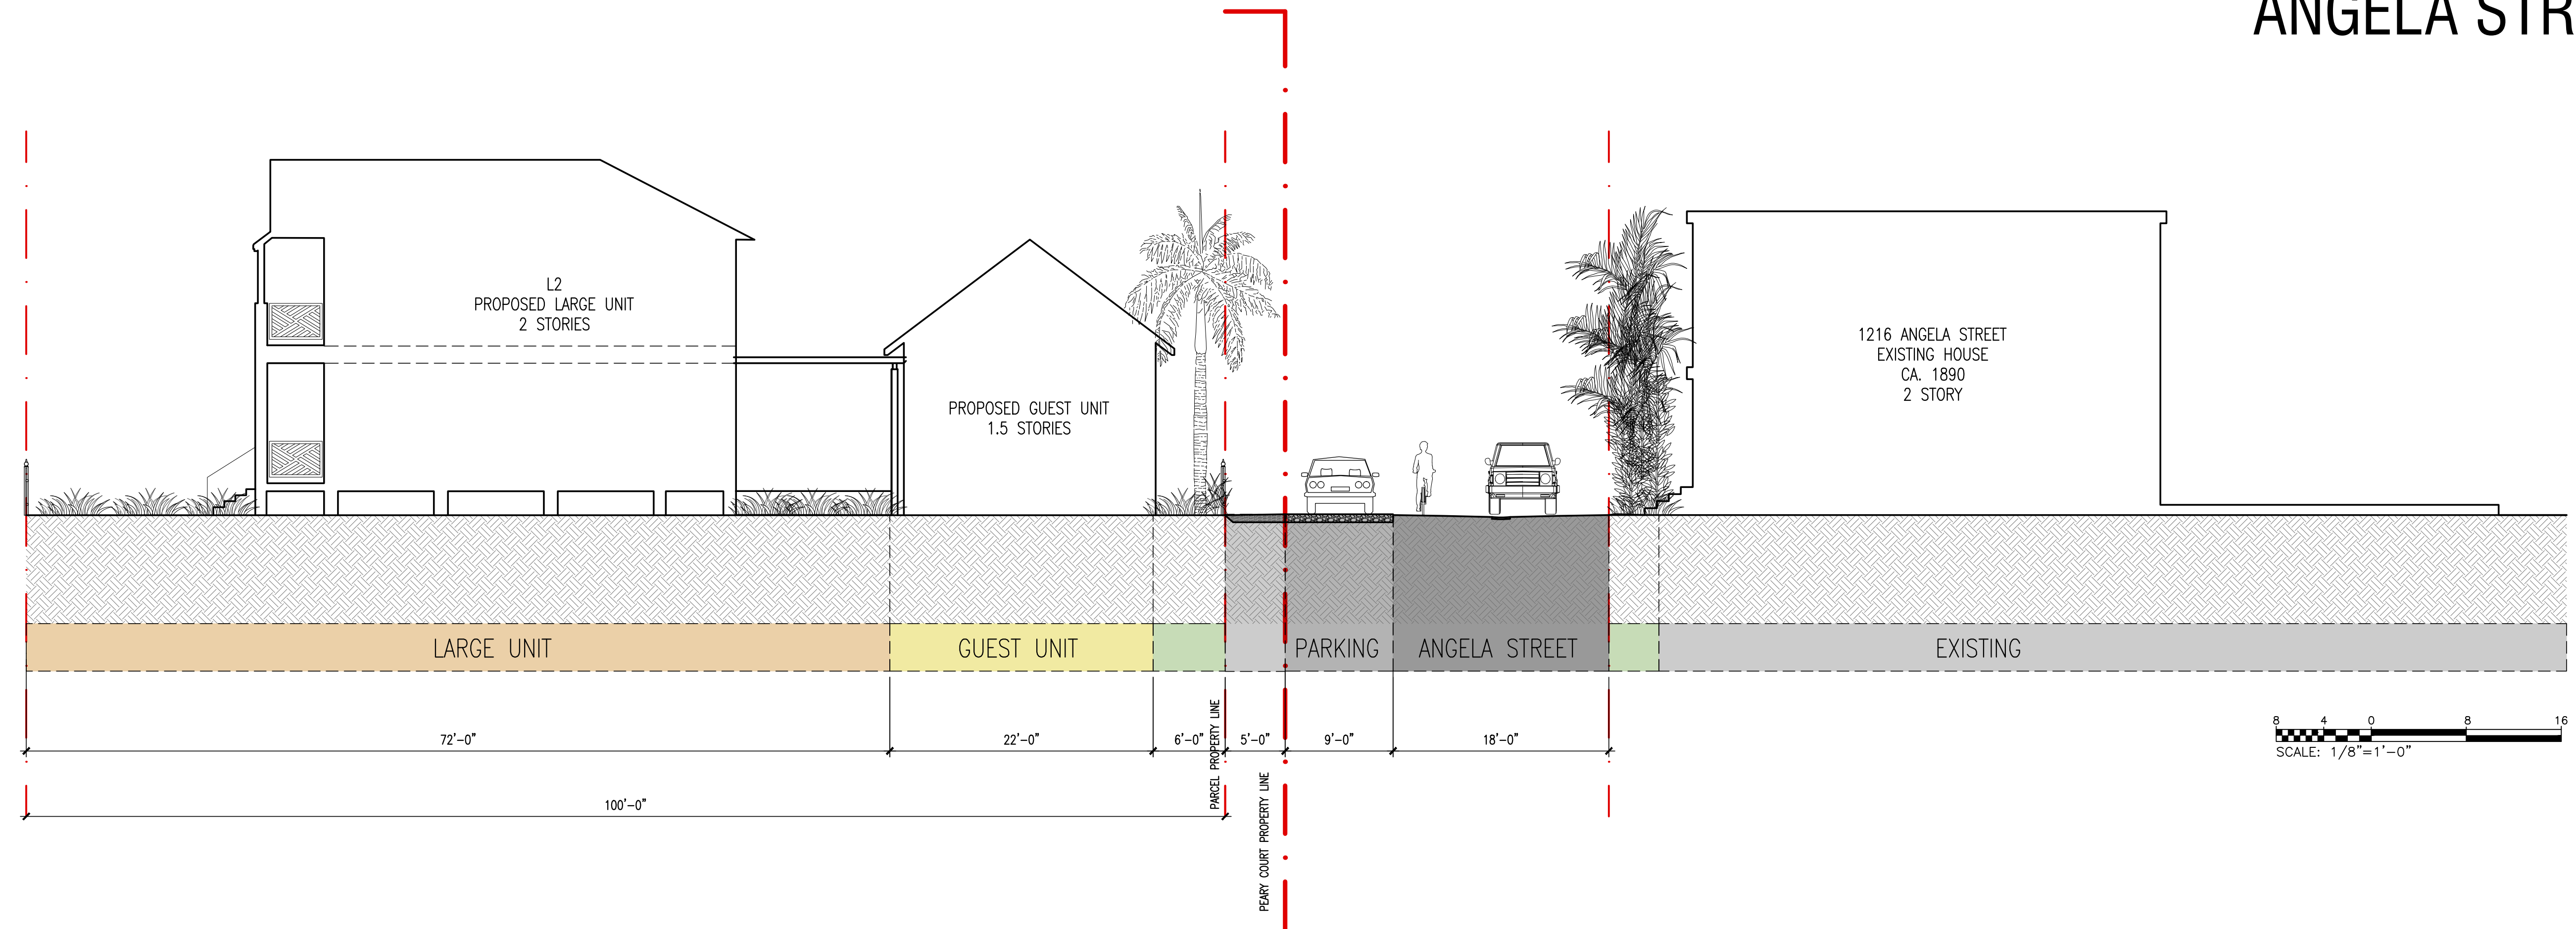 ANGELA STR
L2
PROPOSED LARGE UNIT
2 STORIES
PROPOSED GUEST UNIT
1.5 STORIES
1216 ANGELA STREET
EXISTING HOUSE
CA. 1890
2 STORY
LARGE UNIT
GUEST UNIT
PARKING
ANGELA STREET
EXISTING
72'-0"
22'-0"
6'-0"
5'-0"
9'-0"
18'-0"
100'-0"
PARCEL PROPERTY LINE
PEARY COURT PROPERTY LINE
8 4 0 8 16
SCALE: 1/8"=1'-0"